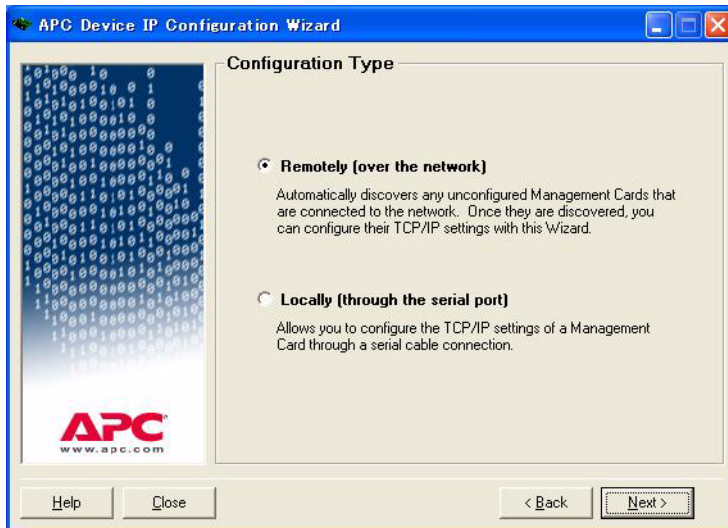 APC Device IP Configuration Wizard
Configuration Type
Remotely (over the network)
Automatically discovers any unconfigured Management Cards that
are connected to the network. Once they are discovered, you
can configure their TCP/IP settings with this Wizard.
Locally (through the serial port)
Allows you to configure the TCP/IP settings of a Management
Card through a serial cable connection.
APC
www.apc.com
Help
Close
< Back
Next >